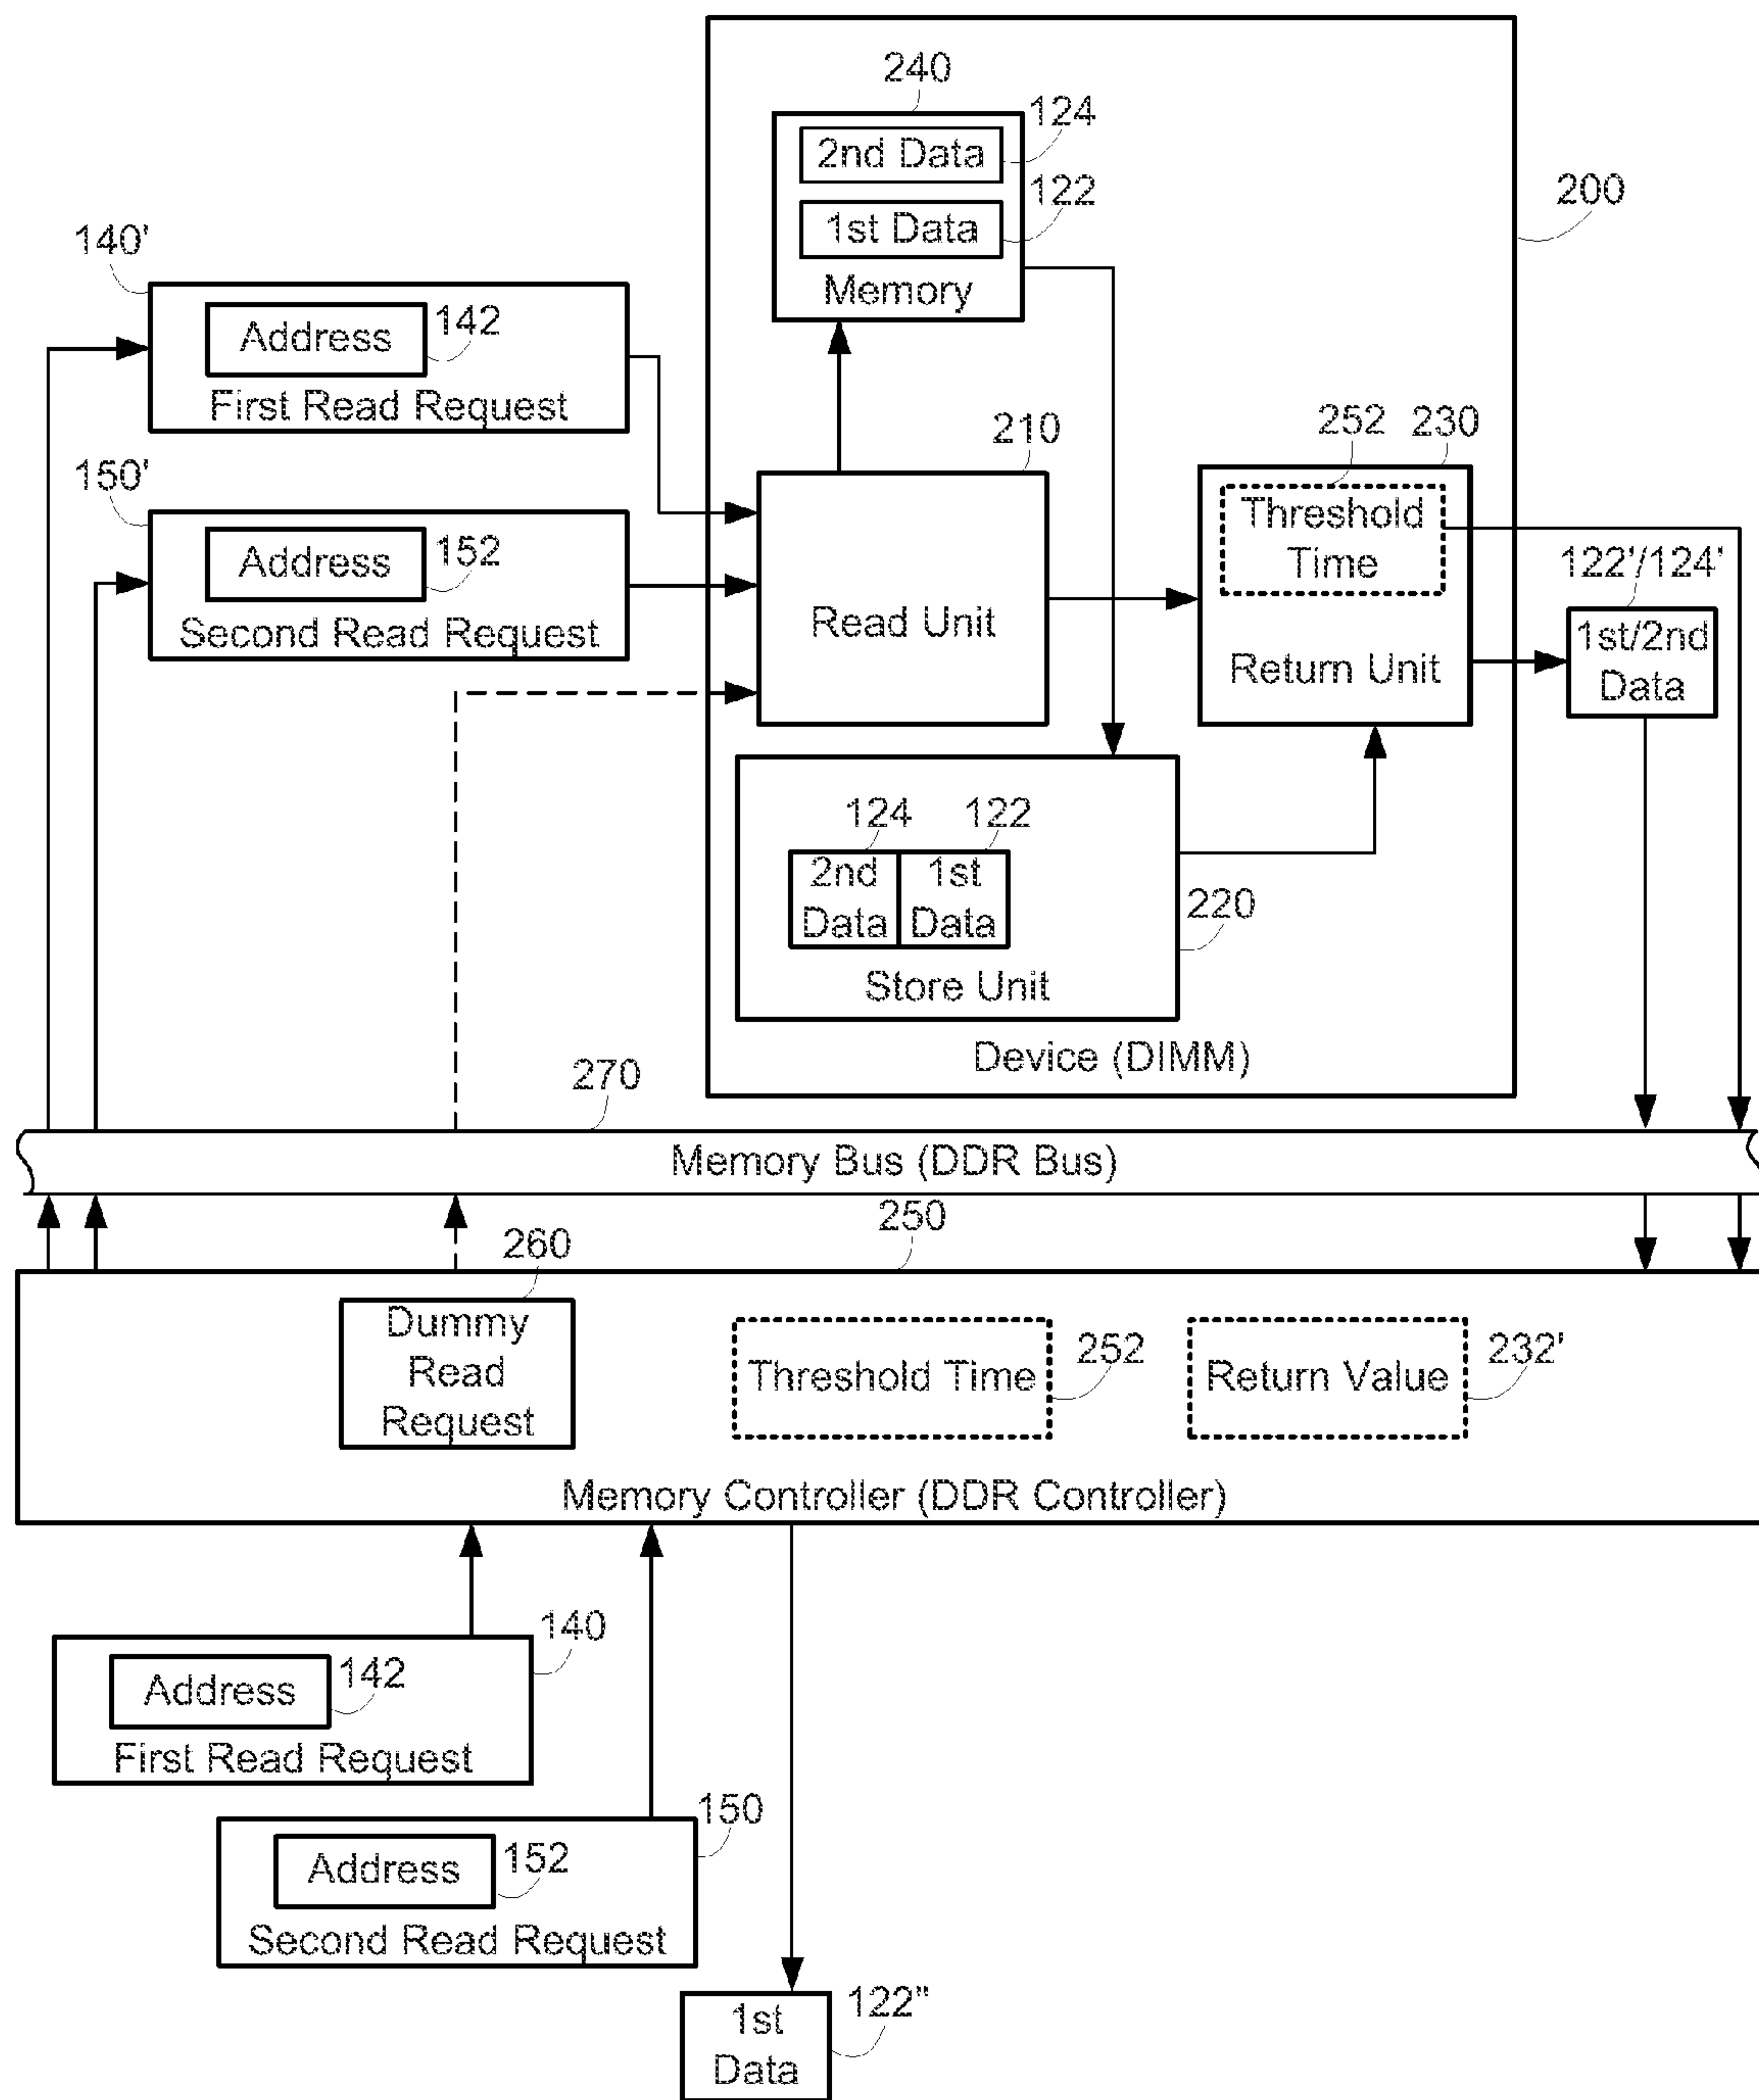 240
124
2nd Data
122
1st Data
200
Memory
140'
142
Address
First Read Request
210
252
230
150'
152
Address
Second Read Request
Threshold
Time
122'/124'
Read Unit
Return Unit
1st/2nd
Data
124
122
2nd
Data
1st
Data
220
Store Unit
Device (DIMM)
270
Memory Bus (DDR Bus)
250
260
Dummy
Read
Request
Threshold Time
252
Return Value
232'
Memory Controller (DDR Controller)
140
142
Address
First Read Request
150
152
Address
Second Read Request
122"
1st
Data